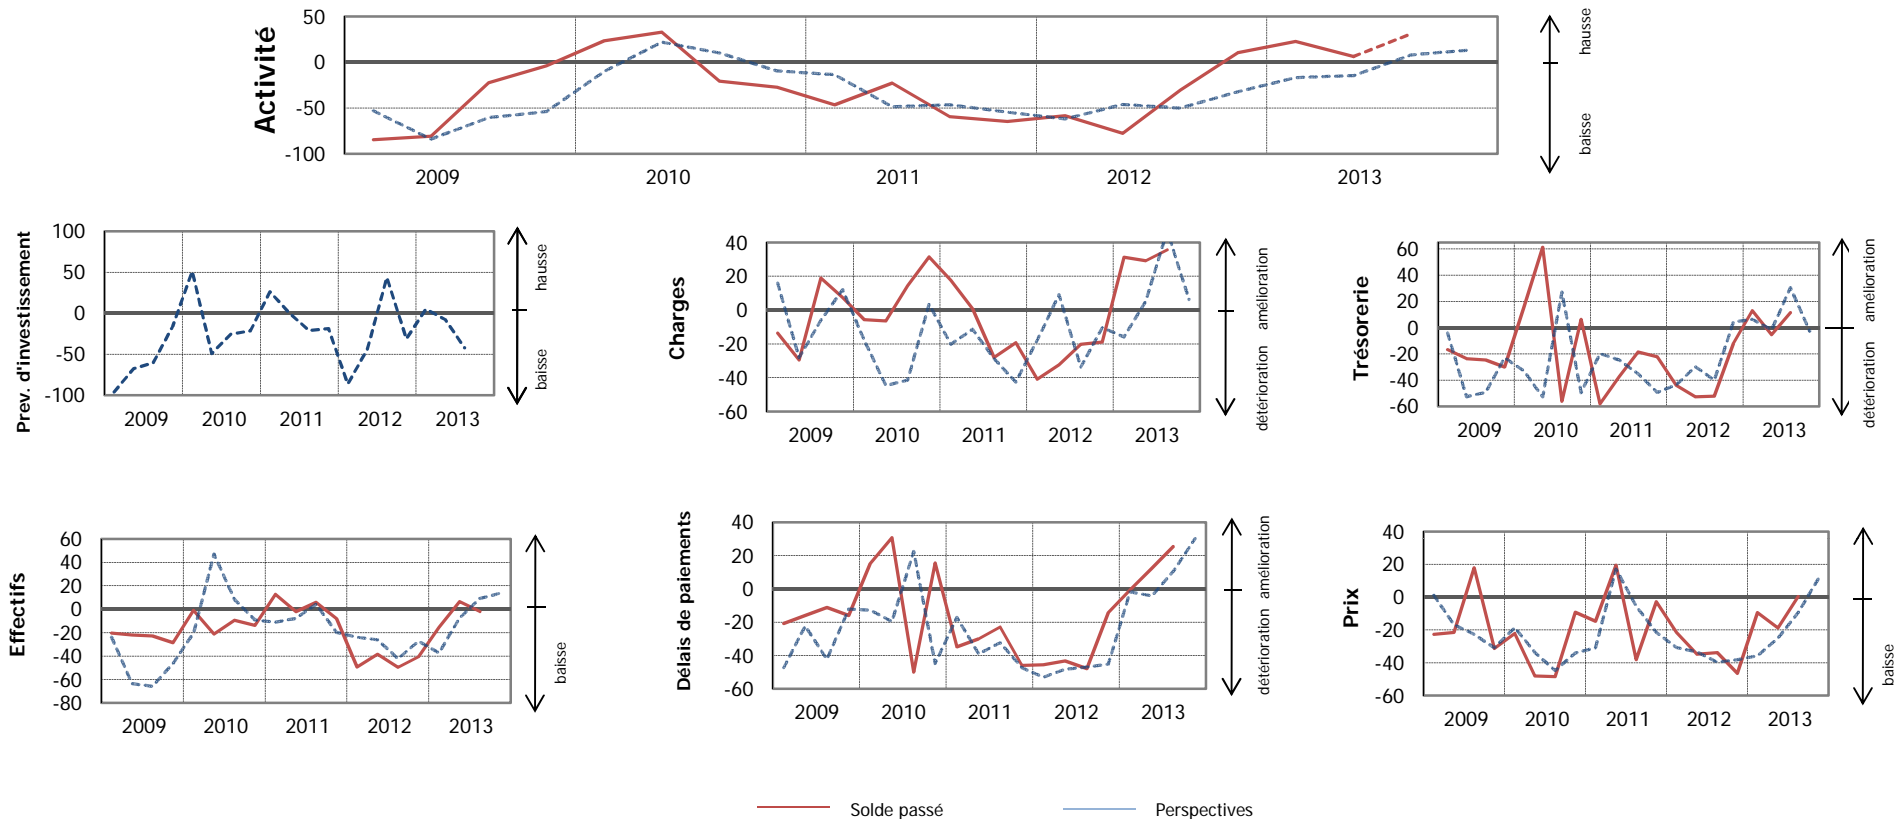 Activité
50
0
-50
-100
2009 2010 2011 2012 2013
hausse
baisse
Prev. d'investissement
100
50
0
-50
-100
2009 2010 2011 2012 2013
hausse
baisse
Charges
40
20
0
-20
-40
-60
2009 2010 2011 2012 2013
amélioration
détérioration
Trésorerie
60
40
20
0
-20
-40
-60
2009 2010 2011 2012 2013
amélioration
détérioration
Effectifs
60
40
20
0
-20
-40
-60
-80
2009 2010 2011 2012 2013
baisse
Délais de paiements
40
20
0
-20
-40
-60
2009 2010 2011 2012 2013
amélioration
détérioration
Prix
40
20
0
-20
-40
-60
2009 2010 2011 2012 2013
baisse
Solde passé Perspectives